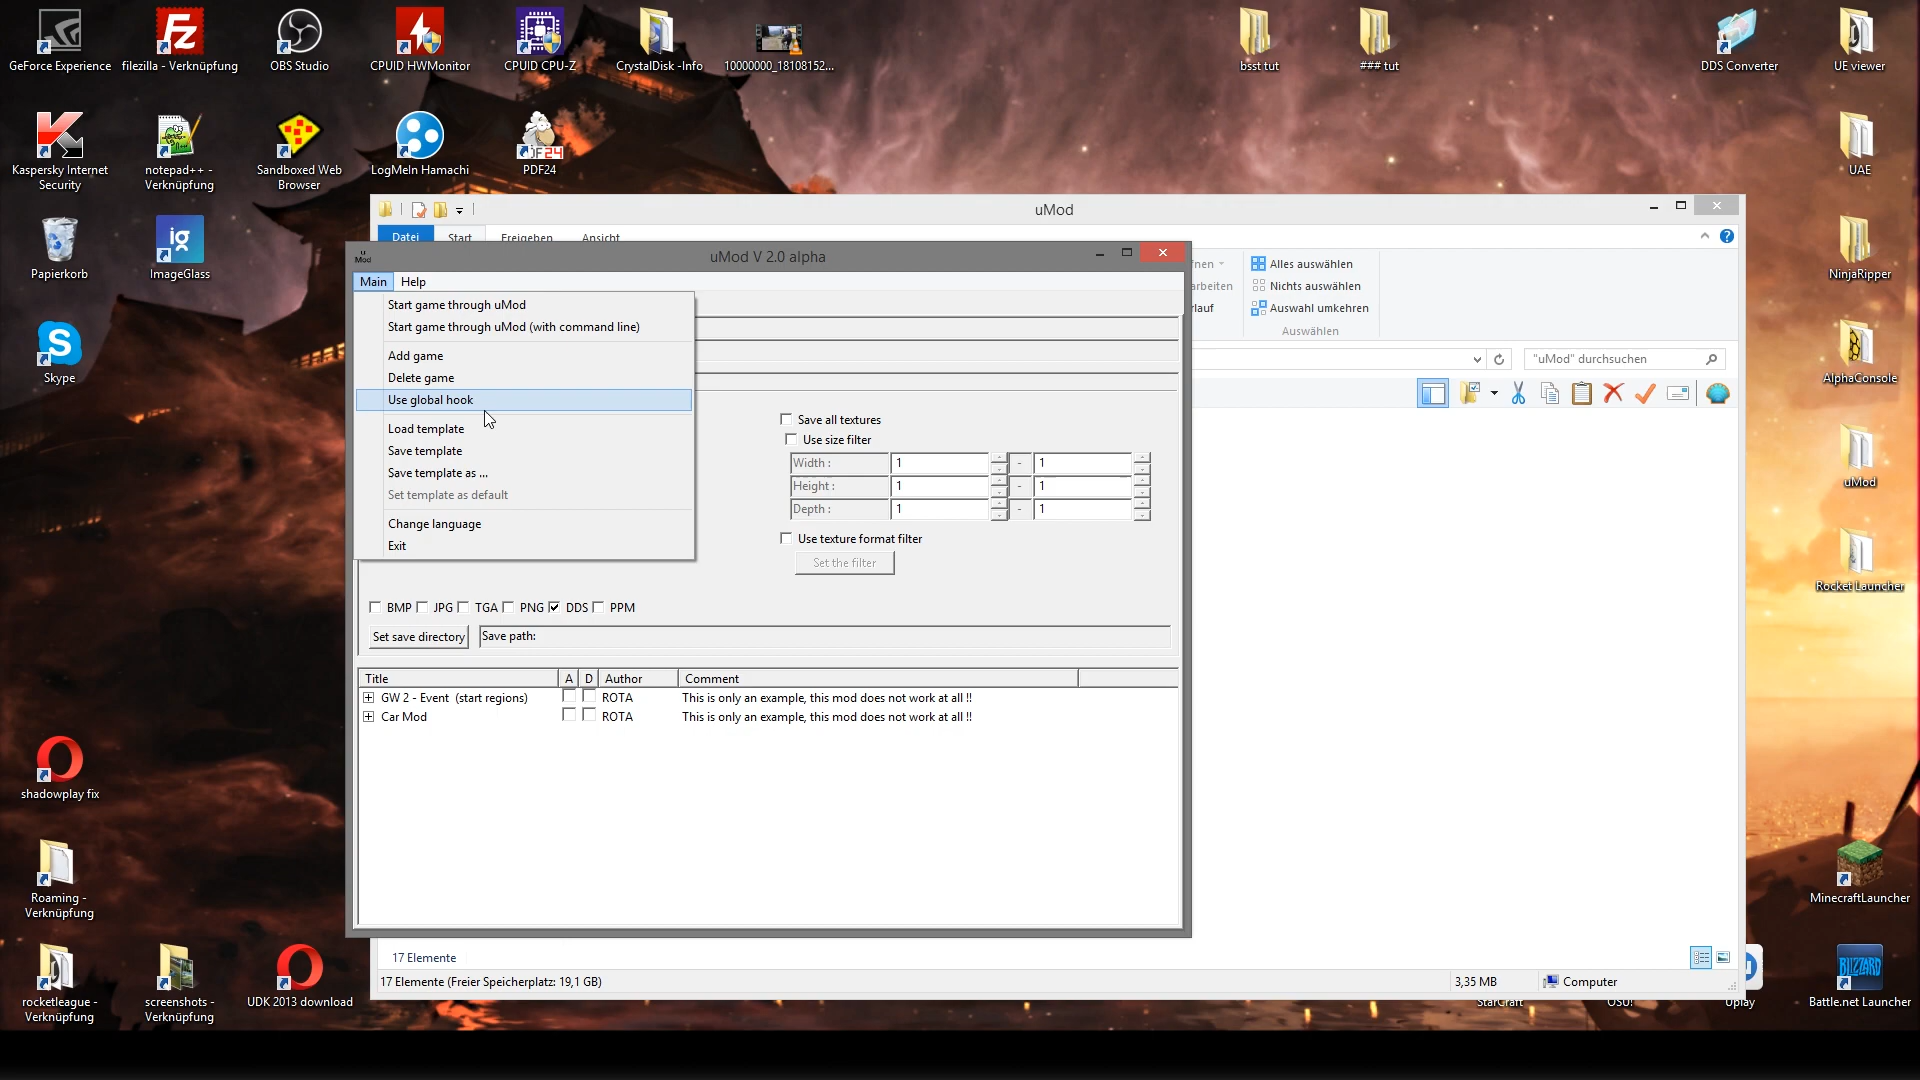 GeForce Experience
filezilla - Verknüpfung
OBS Studio
CPUID HWMonitor
CPUID CPU-Z
CrystalDisk -Info
10000000_18108152...
bsst tut
### tut
DDS Converter
UE viewer
Kaspersky Internet
Security
notepad++ -
Verknüpfung
Sandboxed Web
Browser
LogMeIn Hamachi
PDF24
UAE
Papierkorb
ig
ImageGlass
NinjaRipper
Skype
AlphaConsole
uMod
Rocket Launcher
shadowplay fix
Roaming -
Verknüpfung
MinecraftLauncher
rocketleague -
Verknüpfung
screenshots -
Verknüpfung
UDK 2013 download
StarCraft
OSU!
Uplay
BLIZZARD
Battle.net Launcher
uMod
Datei
Start
Freigeben
Ansicht
Alles auswählen
Nichts auswählen
Auswahl umkehren
Auswählen
"uMod" durchsuchen
17 Elemente
17 Elemente (Freier Speicherplatz: 19,1 GB)
3,35 MB
Computer
uMod V 2.0 alpha
Main Help
Start game through uMod
Start game through uMod (with command line)
Add game
Delete game
Use global hook
Load template
Save template
Save template as ...
Set template as default
Change language
Exit
Save all textures
Use size filter
Width : 1 - 1
Height : 1 - 1
Depth : 1 - 1
Use texture format filter
Set the filter
BMP JPG TGA PNG DDS PPM
Set save directory Save path:
Title A D Author Comment
GW 2 - Event (start regions) ROTA This is only an example, this mod does not work at all !!
Car Mod ROTA This is only an example, this mod does not work at all !!